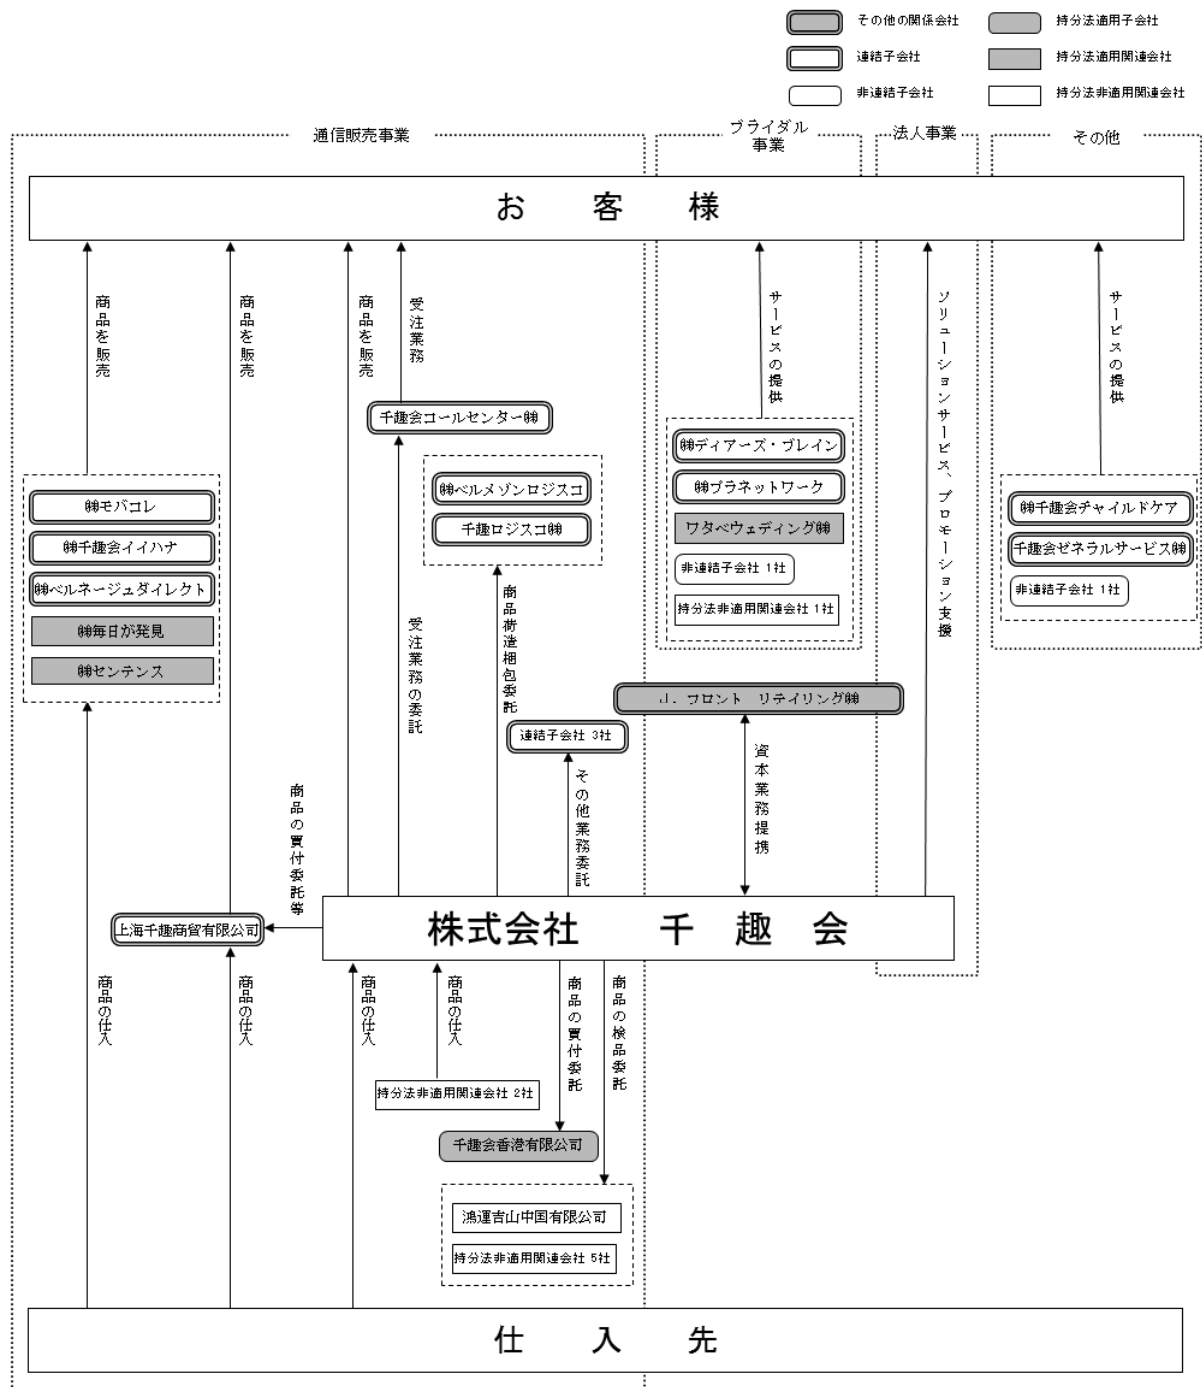 その他の関係会社
持分法適用子会社
連結子会社
持分法適用関連会社
非連結子会社
持分法非適用関連会社
通信販売事業
ブライダル
事業
法人事業
その他
お 客 様
商品を販売
商品を販売
商品を販売
受注業務
サービスの提供
ソリューションサービス、プロモーション支援
サービスの提供
千趣会コールセンター㈱
㈱モバコレ
㈱千趣会イイハナ
㈱ベルネージュダイレクト
㈱毎日が発見
㈱センテンス
㈱ベルメゾンロジスコ
千趣ロジスコ㈱
㈱ディアーズ・ブレイン
㈱プラネットワーク
ワタベウェディング㈱
非連結子会社 1社
持分法非適用関連会社 1社
㈱千趣会チャイルドケア
千趣会ゼネラルサービス㈱
非連結子会社 1社
受注業務の委託
商品荷造梱包委託
J. フロント リテイリング㈱
連結子会社 3社
その他業務委託
資本業務提携
商品の買付委託等
上海千趣商貿有限公司
株式会社 千 趣 会
商品の仕入
商品の仕入
商品の仕入
商品の仕入
商品の買付委託
商品の検品委託
持分法非適用関連会社 2社
千趣会香港有限公司
鴻運吉山中国有限公司
持分法非適用関連会社 5社
仕 入 先